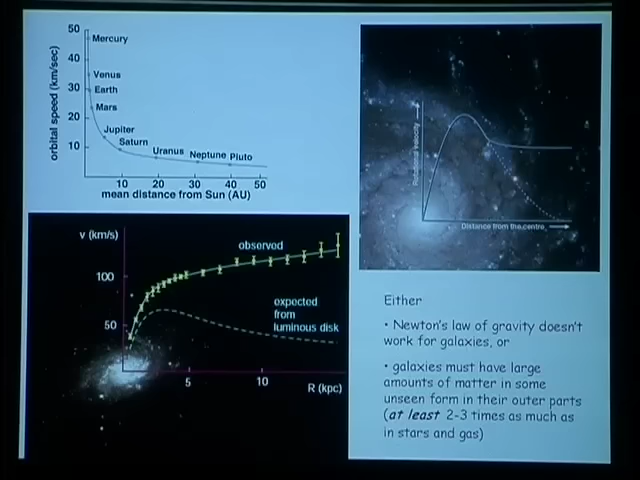 50
40
30
20
10
orbital speed (km/sec)
Mercury
Venus
Earth
Mars
Jupiter
Saturn
Uranus
Neptune
Pluto
10
20
30
40
50
mean distance from Sun (AU)
Rotational velocity
Distance from the centre
v (km/s)
observed
100
expected
from
luminous disk
50
5
10
R (kpc)
Either
• Newton's law of gravity doesn't
work for galaxies, or
• galaxies must have large
amounts of matter in some
unseen form in their outer parts
(at least 2-3 times as much as
in stars and gas)